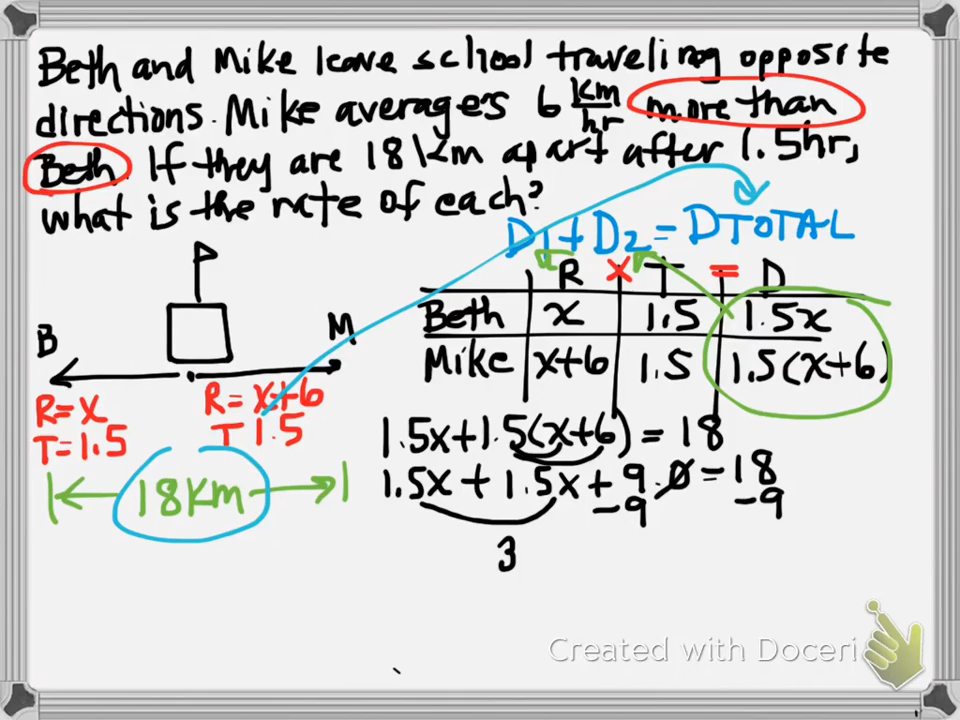 Beth and Mike leave school traveling opposite
directions. Mike averages 6 km/hr more than
Beth. If they are 18 Km apart after 1.5hr,
what is the rate of each?
D1+D2=DTOTAL
R × T = D
Beth x 1.5 1.5x
Mike x+6 1.5 1.5(x+6)
B M
R=x R=x+6
T=1.5 T 1.5
18Km
1.5x+1.5(x+6)=18
1.5x+1.5x+9.0=18
-9 -9
3
Created with Doceri